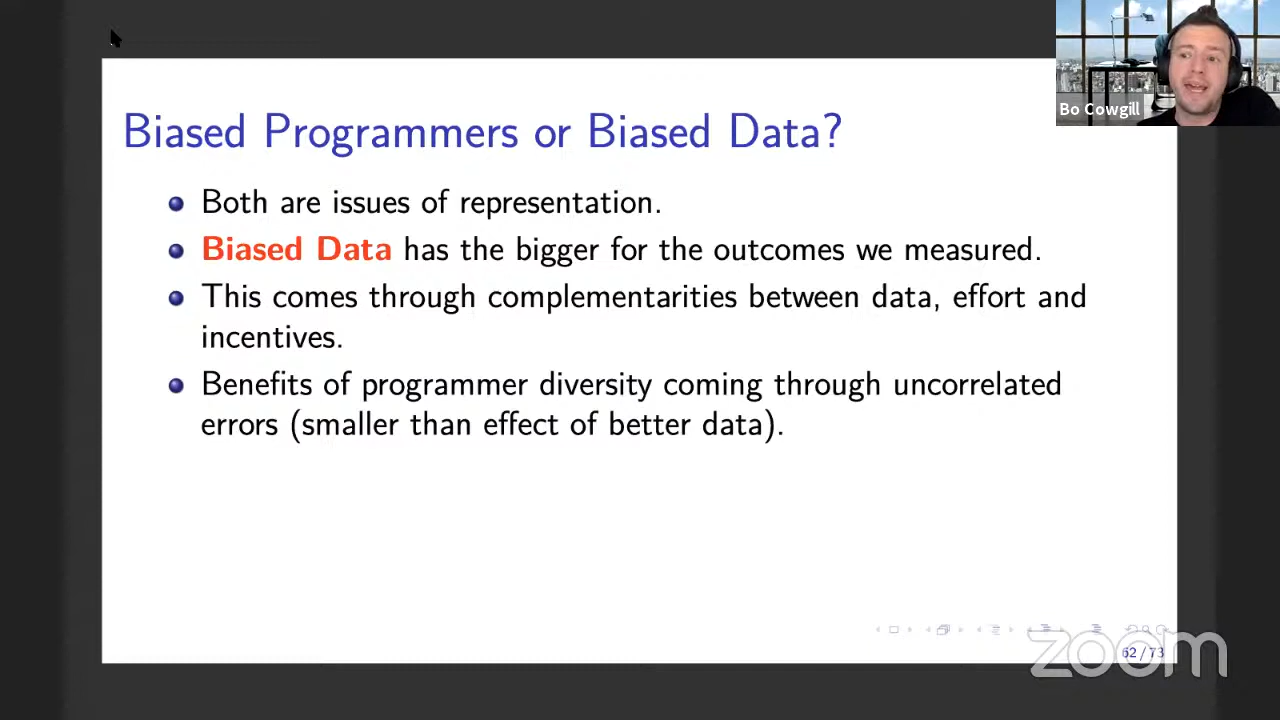 Bo Cowgill
Biased Programmers or Biased Data?
Both are issues of representation.
Biased Data has the bigger for the outcomes we measured.
This comes through complementarities between data, effort and
incentives.
Benefits of programmer diversity coming through uncorrelated
errors (smaller than effect of better data).
62 / 73
zoom